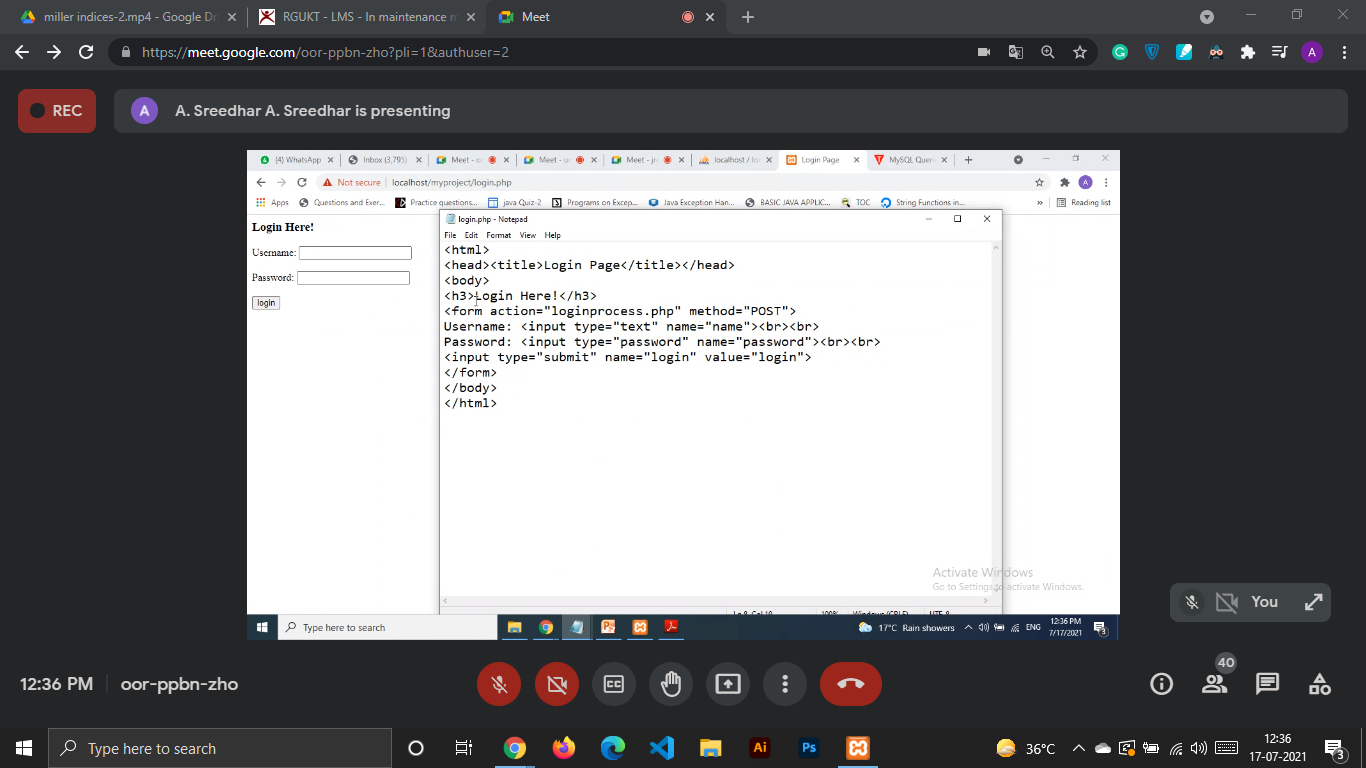 miller indices-2.mp4 - Google Dr
RGUKT - LMS - In maintenance m
Meet
https://meet.google.com/oor-ppbn-zho?pli=1&authuser=2
A
REC
A
A. Sreedhar A. Sreedhar is presenting
(4) WhatsApp
Inbox (3,795)
Meet -
Meet -
Meet -
localhost / lo
Login Page
MySQL Quer
Not secure
localhost/myproject/login.php
A
Apps
Questions and Exer...
Practice questions...
java Quiz-2
Programs on Excep...
Java Exception Han...
BASIC JAVA APPLIC...
TOC
String Functions in...
»
Reading list
Login Here!
Username:
Password:
login
login.php - Notepad
File Edit Format View Help
<html>
<head><title>Login Page</title></head>
<body>
<h3>Login Here!</h3>
<form action="loginprocess.php" method="POST">
Username: <input type="text" name="name"><br><br>
Password: <input type="password" name="password"><br><br>
<input type="submit" name="login" value="login">
</form>
</body>
</html>
Activate Windows
Go to Settings to activate Windows.
100%
Windows (CRLF)
UTF-8
Type here to search
17°C Rain showers
ENG
12:36 PM
7/17/2021
3
You
12:36 PM
oor-ppbn-zho
40
Type here to search
Ai
Ps
36°C
12:36
17-07-2021
3